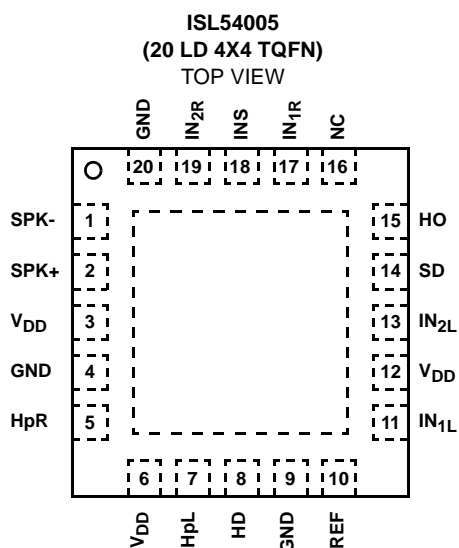 ISL54005
(20 LD 4X4 TQFN)
TOP VIEW
GND IN2R INS IN1R NC
20 19 18 17 16
SPK- 1
SPK+ 2
VDD 3
GND 4
HpR 5
15 HO
14 SD
13 IN2L
12 VDD
11 IN1L
6 7 8 9 10
VDD HpL HD GND REF